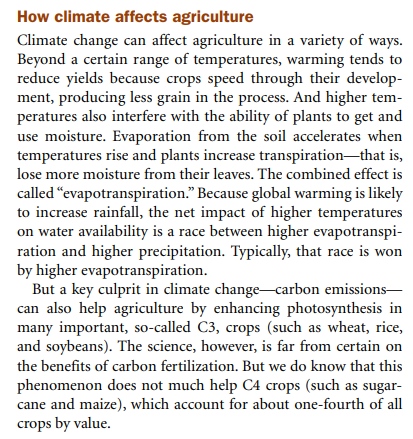 How climate affects agriculture
Climate change can affect agriculture in a variety of ways.
Beyond a certain range of temperatures, warming tends to
reduce yields because crops speed through their develop-
ment, producing less grain in the process. And higher tem-
peratures also interfere with the ability of plants to get and
use moisture. Evaporation from the soil accelerates when
temperatures rise and plants increase transpiration—that is,
lose more moisture from their leaves. The combined effect is
called “evapotranspiration.” Because global warming is likely
to increase rainfall, the net impact of higher temperatures
on water availability is a race between higher evapotranspi-
ration and higher precipitation. Typically, that race is won
by higher evapotranspiration.
But a key culprit in climate change—carbon emissions—
can also help agriculture by enhancing photosynthesis in
many important, so-called C3, crops (such as wheat, rice,
and soybeans). The science, however, is far from certain on
the benefits of carbon fertilization. But we do know that this
phenomenon does not much help C4 crops (such as sugar-
cane and maize), which account for about one-fourth of all
crops by value.